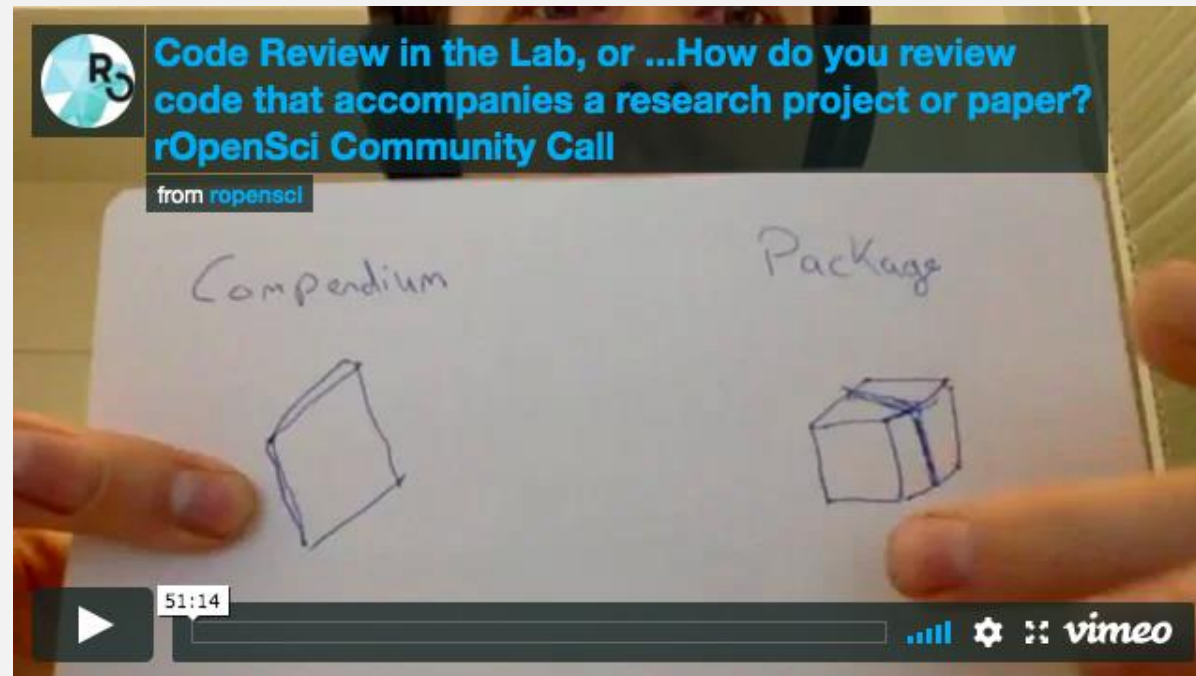 Code Review in the Lab, or ...How do you review
code that accompanies a research project or paper?
rOpenSci Community Call
from ropensci
Compendium
Package
51:14
vimeo